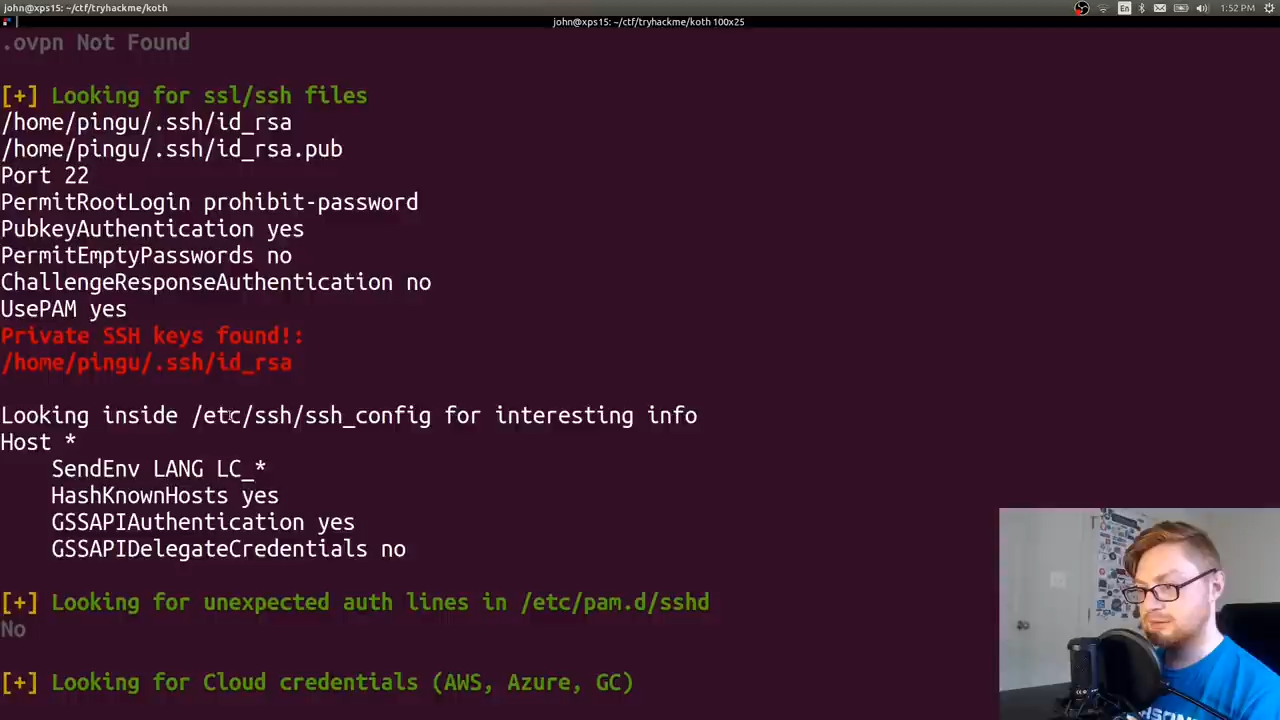 john@xps15: ~/ctf/tryhackme/koth
En
1:52 PM
john@xps15: ~/ctf/tryhackme/koth 100x25
.ovpn Not Found
[+] Looking for ssl/ssh files
/home/pingu/.ssh/id_rsa
/home/pingu/.ssh/id_rsa.pub
Port 22
PermitRootLogin prohibit-password
PubkeyAuthentication yes
PermitEmptyPasswords no
ChallengeResponseAuthentication no
UsePAM yes
Private SSH keys found!:
/home/pingu/.ssh/id_rsa
Looking inside /etc/ssh/ssh_config for interesting info
Host *
SendEnv LANG LC_*
HashKnownHosts yes
GSSAPIAuthentication yes
GSSAPIDelegateCredentials no
[+] Looking for unexpected auth lines in /etc/pam.d/sshd
No
[+] Looking for Cloud credentials (AWS, Azure, GC)